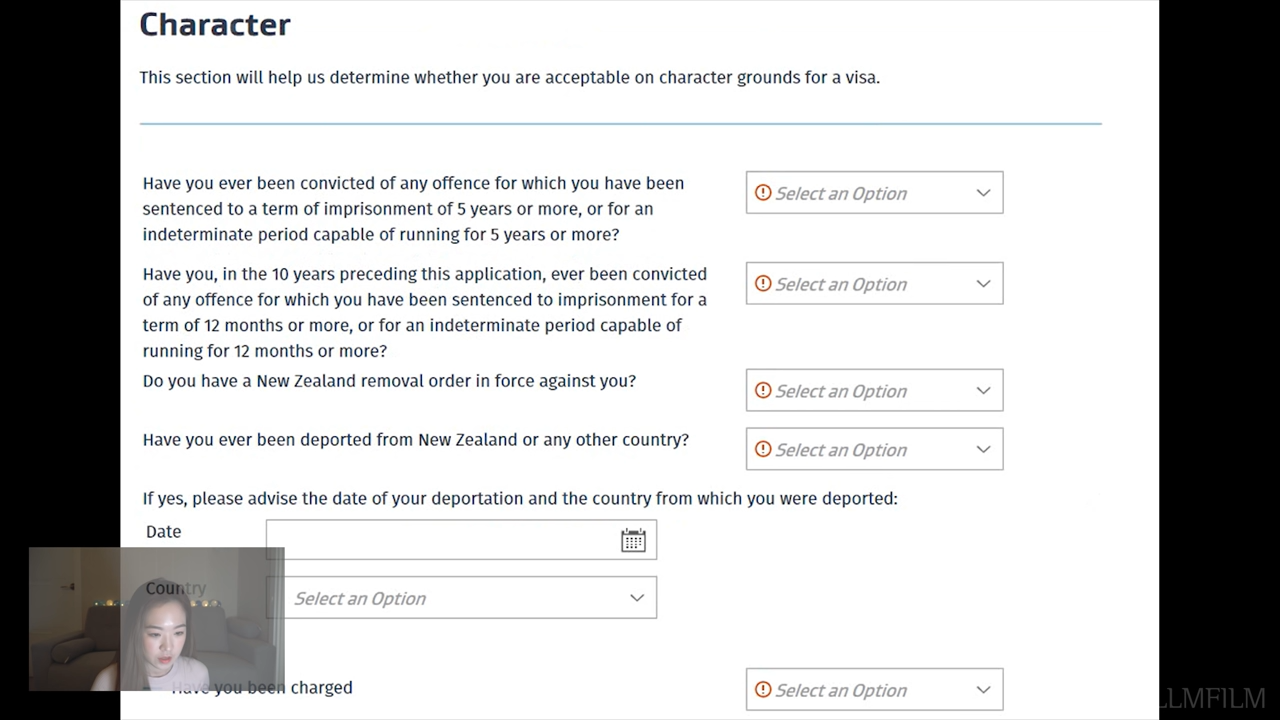 Character
This section will help us determine whether you are acceptable on character grounds for a visa.
Have you ever been convicted of any offence for which you have been
sentenced to a term of imprisonment of 5 years or more, or for an
indeterminate period capable of running for 5 years or more?
Select an Option
Have you, in the 10 years preceding this application, ever been convicted
of any offence for which you have been sentenced to imprisonment for a
term of 12 months or more, or for an indeterminate period capable of
running for 12 months or more?
Select an Option
Do you have a New Zealand removal order in force against you?
Select an Option
Have you ever been deported from New Zealand or any other country?
Select an Option
If yes, please advise the date of your deportation and the country from which you were deported:
Date
Country
Select an Option
Have you been charged
Select an Option